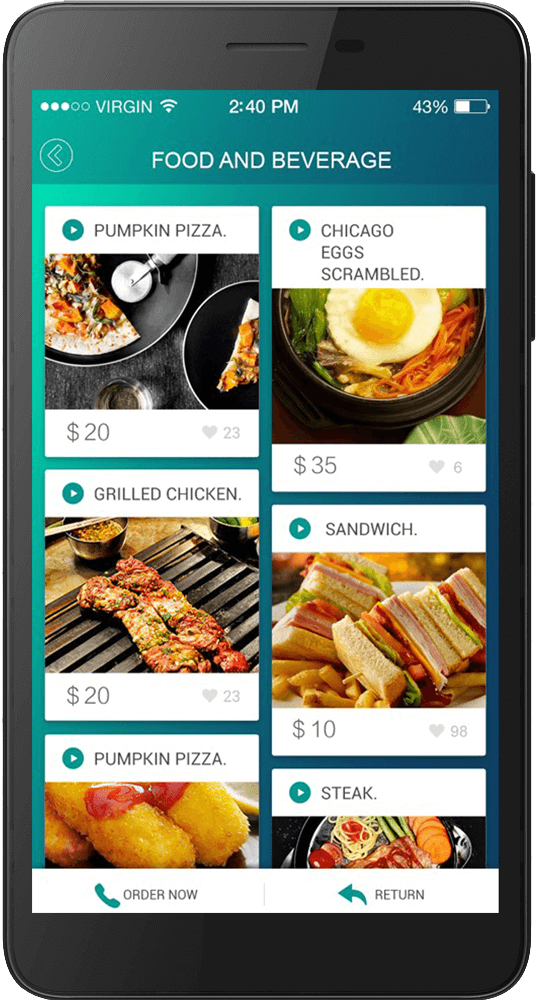 VIRGIN 2:40 PM 43%
FOOD AND BEVERAGE
PUMPKIN PIZZA.
$ 20 23
CHICAGO
EGGS
SCRAMBLED.
$ 35 6
GRILLED CHICKEN.
$ 20 23
SANDWICH.
$ 10 98
PUMPKIN PIZZA.
STEAK.
ORDER NOW RETURN